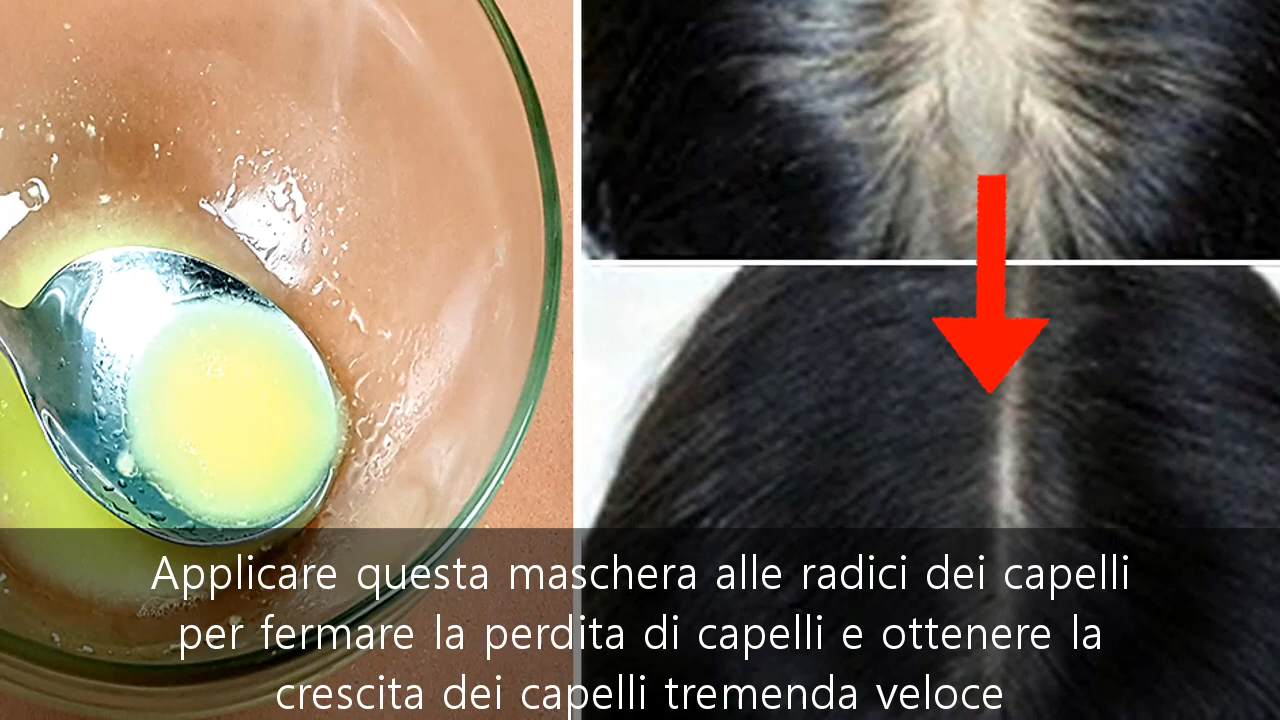 Applicare questa maschera alle radici dei capelli
per fermare la perdita di capelli e ottenere la
crescita dei capelli tremenda veloce